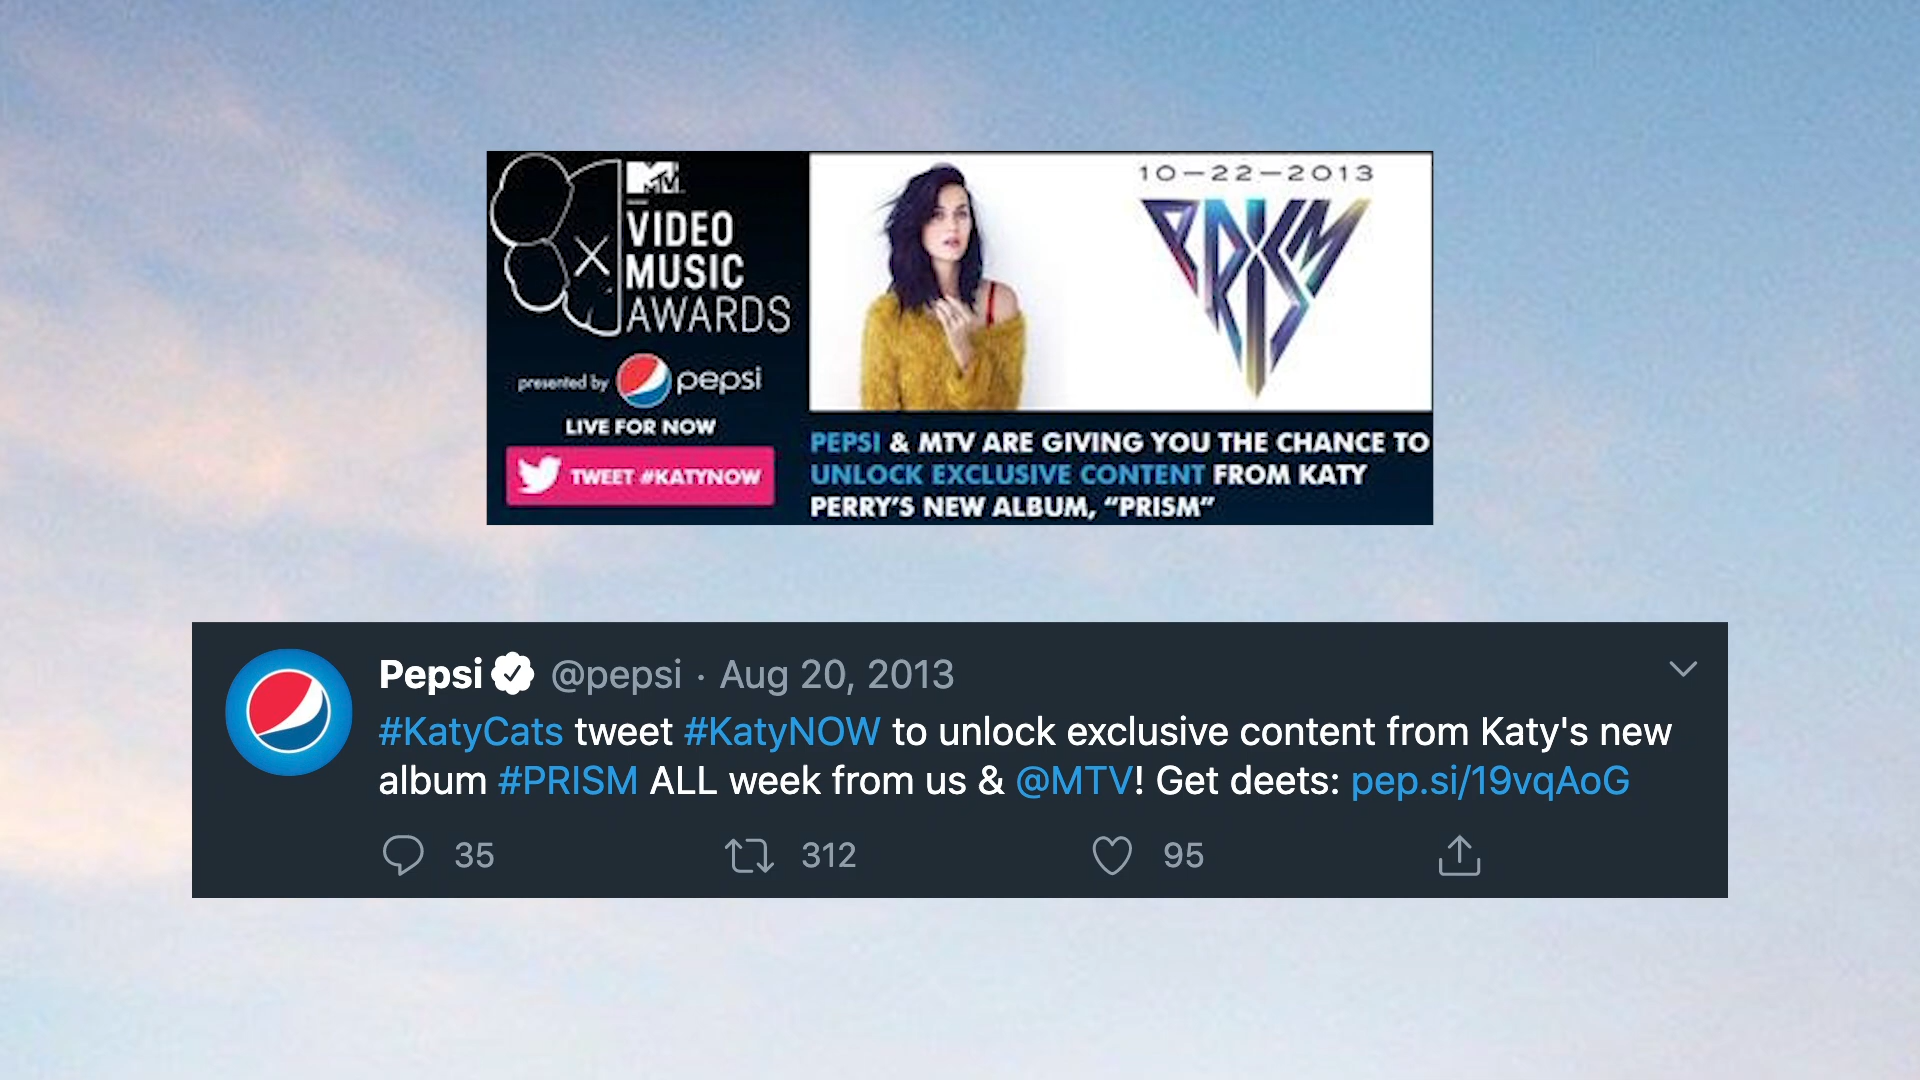 MTV
VIDEO
MUSIC
AWARDS
presented by pepsi
LIVE FOR NOW
TWEET #KATYNOW
10-22-2013
PRISM
PEPSI & MTV ARE GIVING YOU THE CHANCE TO
UNLOCK EXCLUSIVE CONTENT FROM KATY
PERRY'S NEW ALBUM, “PRISM”
Pepsi @pepsi · Aug 20, 2013
#KatyCats tweet #KatyNOW to unlock exclusive content from Katy's new
album #PRISM ALL week from us & @MTV! Get deets: pep.si/19vqAoG
35 312 95